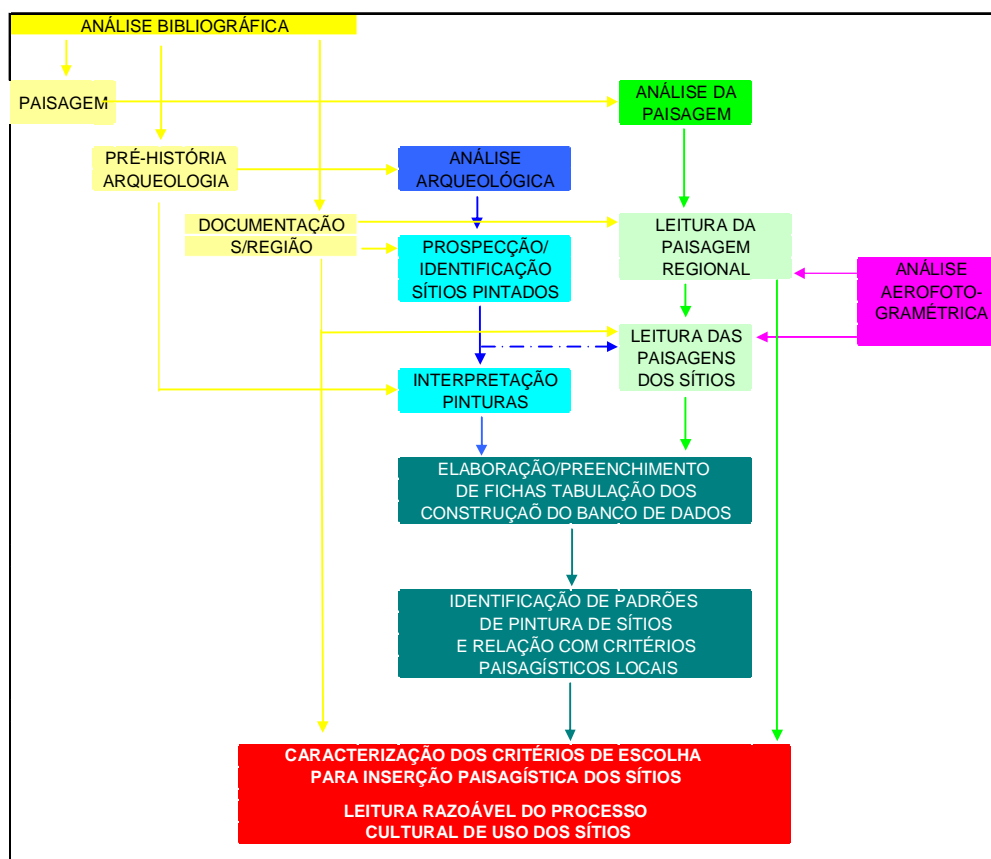 ANÁLISE BIBLIOGRÁFICA
PAISAGEM
ANÁLISE DA
PAISAGEM
PRÉ-HISTÓRIA
ARQUEOLOGIA
ANÁLISE
ARQUEOLÓGICA
DOCUMENTAÇÃO
S/REGIÃO
PROSPECÇÃO/
IDENTIFICAÇÃO
SÍTIOS PINTADOS
LEITURA DA
PAISAGEM
REGIONAL
ANÁLISE
AEROFOTO-
GRAMÉTRICA
LEITURA DAS
PAISAGENS
DOS SÍTIOS
INTERPRETAÇÃO
PINTURAS
ELABORAÇÃO/PREENCHIMENTO
DE FICHAS TABULAÇÃO DOS
CONSTRUÇAÕ DO BANCO DE DADOS
IDENTIFICAÇÃO DE PADRÕES
DE PINTURA DE SÍTIOS
E RELAÇÃO COM CRITÉRIOS
PAISAGÍSTICOS LOCAIS
CARACTERIZAÇÃO DOS CRITÉRIOS DE ESCOLHA
PARA INSERÇÃO PAISAGÍSTICA DOS SÍTIOS
LEITURA RAZOÁVEL DO PROCESSO
CULTURAL DE USO DOS SÍTIOS